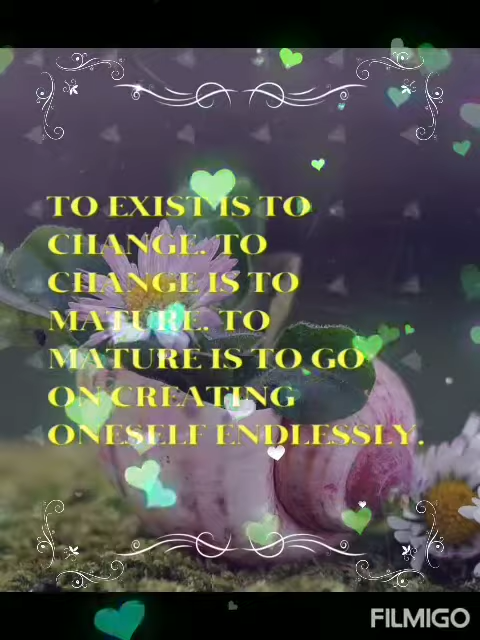 TO EXIST IS TO
CHANGE. TO
CHANGE IS TO
MATURE. TO
MATURE IS TO GO
ON CREATING
ONESELF ENDLESSLY.
FILMIGO